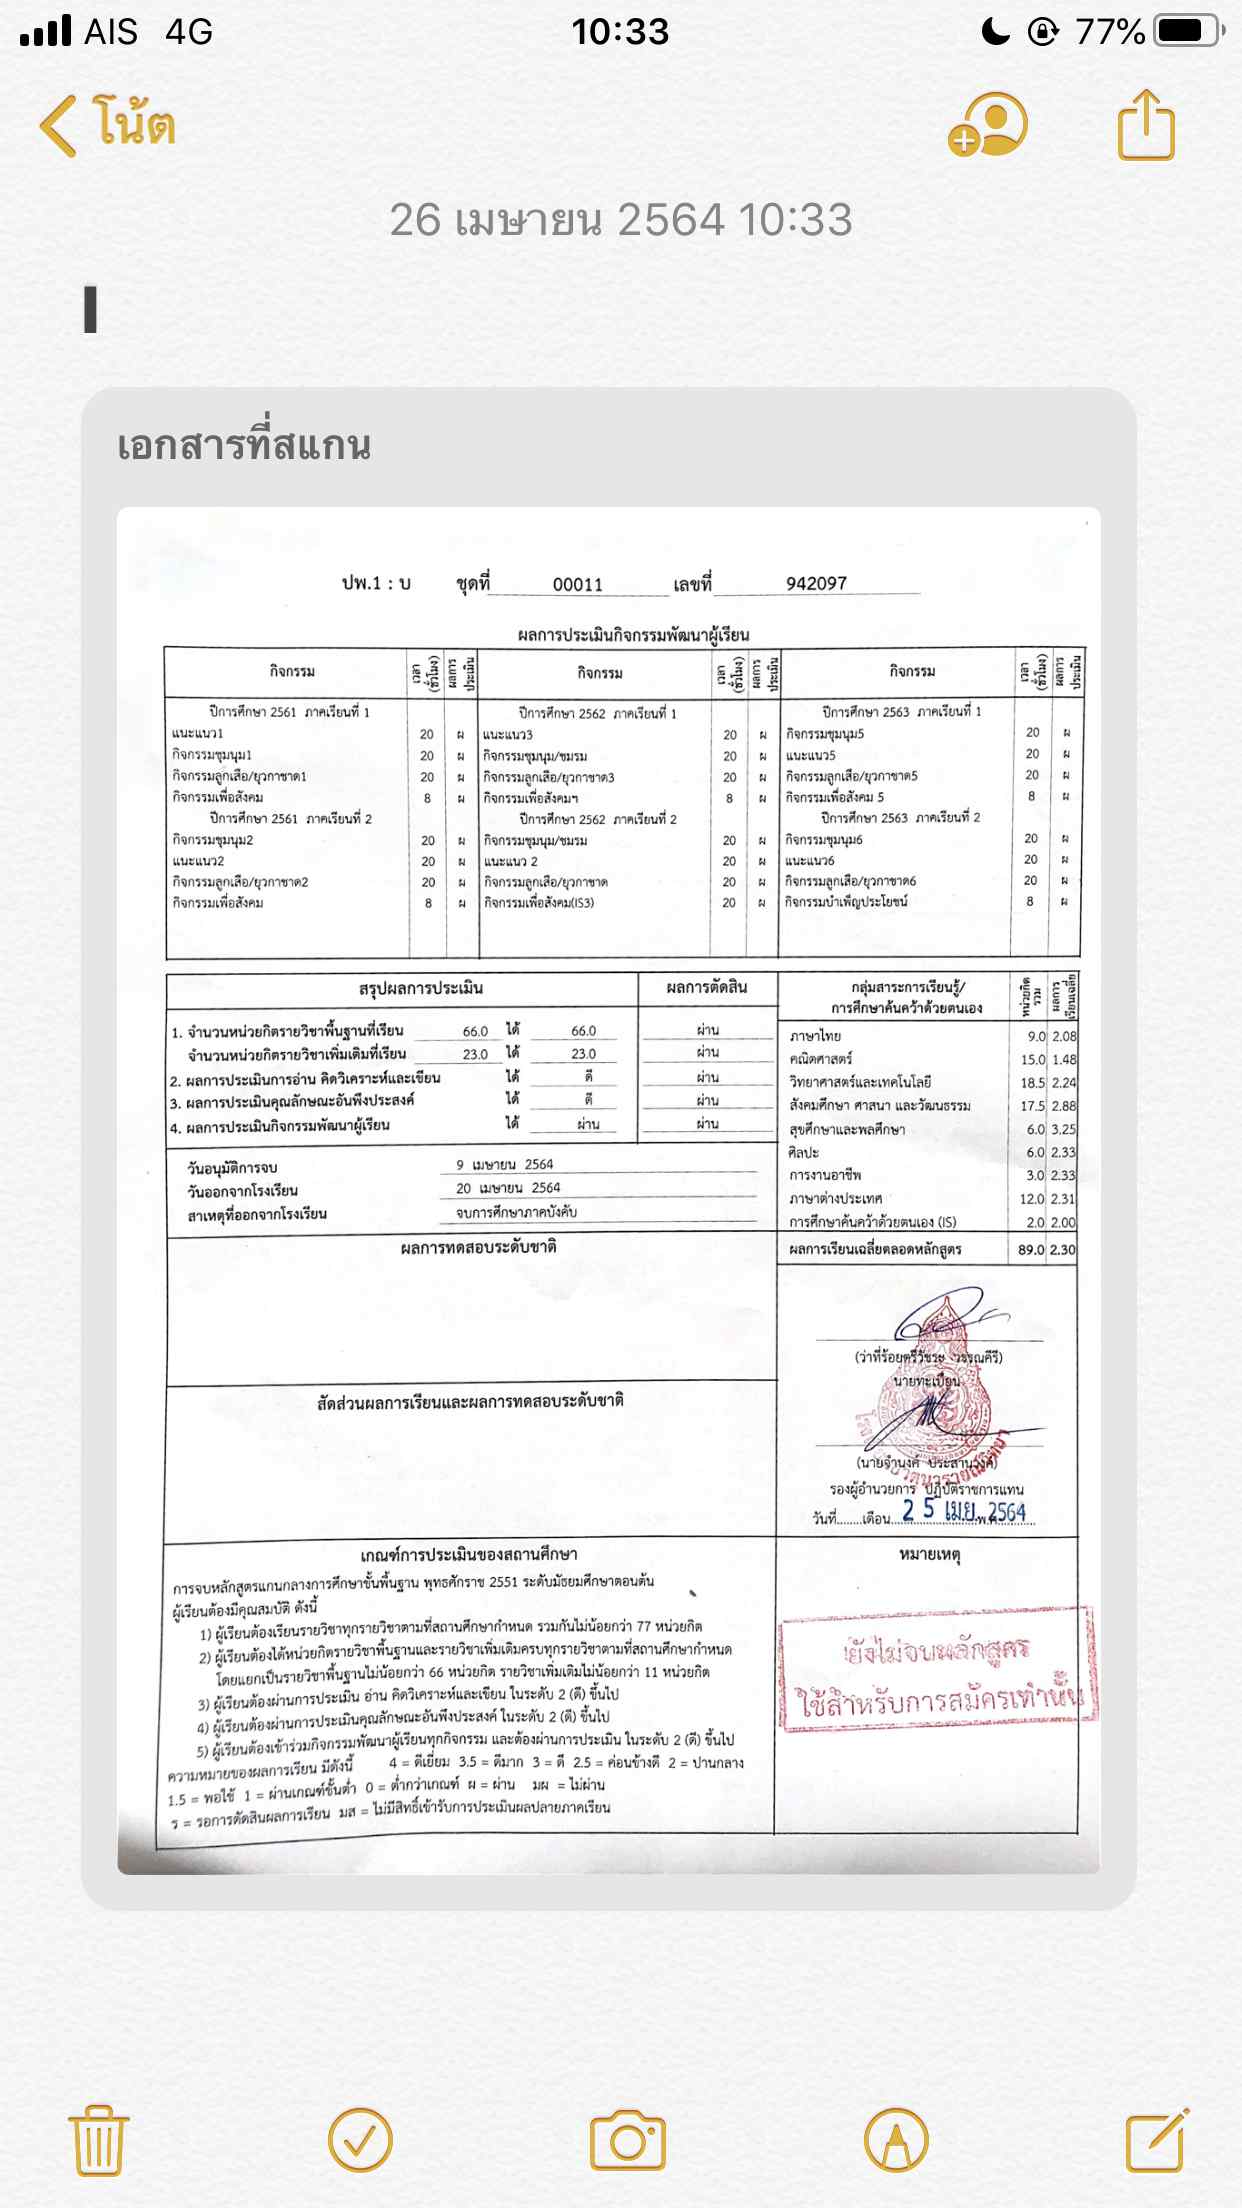 AIS 4G 10:33 77%
โน้ต
26 เมษายน 2564 10:33
เอกสารที่สแกน
ปพ.1 : บ ชุดที่ 00011 เลขที่ 942097
ผลการประเมินกิจกรรมพัฒนาผู้เรียน
กิจกรรม เวลา (ชั่วโมง) ผลการประเมิน กิจกรรม เวลา (ชั่วโมง) ผลการประเมิน กิจกรรม เวลา (ชั่วโมง) ผลการประเมิน
ปีการศึกษา 2561 ภาคเรียนที่ 1 ปีการศึกษา 2562 ภาคเรียนที่ 1 ปีการศึกษา 2563 ภาคเรียนที่ 1
แนะแนว1 20 ผ แนะแนว3 20 ผ กิจกรรมชุมนุม5 20 ผ
กิจกรรมชุมนุม1 20 ผ กิจกรรมชุมนุม/ชมรม 20 ผ แนะแนว5 20 ผ
กิจกรรมลูกเสือ/ยุวกาชาด1 20 ผ กิจกรรมลูกเสือ/ยุวกาชาด3 20 ผ กิจกรรมลูกเสือ/ยุวกาชาด5 20 ผ
กิจกรรมเพื่อสังคม 8 ผ กิจกรรมเพื่อสังคมฯ 8 ผ กิจกรรมเพื่อสังคม 5 8 ผ
ปีการศึกษา 2561 ภาคเรียนที่ 2 ปีการศึกษา 2562 ภาคเรียนที่ 2 ปีการศึกษา 2563 ภาคเรียนที่ 2
กิจกรรมชุมนุม2 20 ผ กิจกรรมชุมนุม/ชมรม 20 ผ กิจกรรมชุมนุม6 20 ผ
แนะแนว2 20 ผ แนะแนว 2 20 ผ แนะแนว6 20 ผ
กิจกรรมลูกเสือ/ยุวกาชาด2 20 ผ กิจกรรมลูกเสือ/ยุวกาชาด 20 ผ กิจกรรมลูกเสือ/ยุวกาชาด6 20 ผ
กิจกรรมเพื่อสังคม 8 ผ กิจกรรมเพื่อสังคม(IS3) 20 ผ กิจกรรมบำเพ็ญประโยชน์ 8 ผ
สรุปผลการประเมิน ผลการตัดสิน
1. จำนวนหน่วยกิตรายวิชาพื้นฐานที่เรียน 66.0 ได้ 66.0 ผ่าน
จำนวนหน่วยกิตรายวิชาเพิ่มเติมที่เรียน 23.0 ได้ 23.0 ผ่าน
2. ผลการประเมินการอ่าน คิดวิเคราะห์และเขียน ได้ ดี ผ่าน
3. ผลการประเมินคุณลักษณะอันพึงประสงค์ ได้ ดี ผ่าน
4. ผลการประเมินกิจกรรมพัฒนาผู้เรียน ได้ ผ่าน ผ่าน
วันอนุมัติการจบ 9 เมษายน 2564
วันออกจากโรงเรียน 20 เมษายน 2564
สาเหตุที่ออกจากโรงเรียน จบการศึกษาภาคบังคับ
กลุ่มสาระการเรียนรู้/ การศึกษาค้นคว้าด้วยตนเอง หน่วยกิตรวม ผลการเรียนเฉลี่ย
ภาษาไทย 9.0 2.08
คณิตศาสตร์ 15.0 1.48
วิทยาศาสตร์และเทคโนโลยี 18.5 2.24
สังคมศึกษา ศาสนา และวัฒนธรรม 17.5 2.88
สุขศึกษาและพลศึกษา 6.0 3.25
ศิลปะ 6.0 2.33
การงานอาชีพ 3.0 2.33
ภาษาต่างประเทศ 12.0 2.31
การศึกษาค้นคว้าด้วยตนเอง (IS) 2.0 2.00
ผลการเรียนเฉลี่ยตลอดหลักสูตร 89.0 2.30
ผลการทดสอบระดับชาติ
สัดส่วนผลการเรียนและผลการทดสอบระดับชาติ
(ว่าที่ร้อยตรีวัชระ วรรณคีรี)
นายทะเบียน
(นายจำนงค์ ประสานวงค์)
รองผู้อำนวยการ ปฏิบัติราชการแทน
วันที่........เดือน 2 5 เม.ย. พ.ศ. 2564
เกณฑ์การประเมินของสถานศึกษา
การจบหลักสูตรแกนกลางการศึกษาขั้นพื้นฐาน พุทธศักราช 2551 ระดับมัธยมศึกษาตอนต้น
ผู้เรียนต้องมีคุณสมบัติ ดังนี้
1) ผู้เรียนต้องเรียนรายวิชาทุกรายวิชาตามที่สถานศึกษากำหนด รวมกันไม่น้อยกว่า 77 หน่วยกิต
2) ผู้เรียนต้องได้หน่วยกิตรายวิชาพื้นฐานและรายวิชาเพิ่มเติมครบทุกรายวิชาตามที่สถานศึกษากำหนด
โดยแยกเป็นรายวิชาพื้นฐานไม่น้อยกว่า 66 หน่วยกิต รายวิชาเพิ่มเติมไม่น้อยกว่า 11 หน่วยกิต
3) ผู้เรียนต้องผ่านการประเมิน อ่าน คิดวิเคราะห์และเขียน ในระดับ 2 (ดี) ขึ้นไป
4) ผู้เรียนต้องผ่านการประเมินคุณลักษณะอันพึงประสงค์ ในระดับ 2 (ดี) ขึ้นไป
5) ผู้เรียนต้องเข้าร่วมกิจกรรมพัฒนาผู้เรียนทุกกิจกรรม และต้องผ่านการประเมิน ในระดับ 2 (ดี) ขึ้นไป
ความหมายของผลการเรียน มีดังนี้ 4 = ดีเยี่ยม 3.5 = ดีมาก 3 = ดี 2.5 = ค่อนข้างดี 2 = ปานกลาง
1.5 = พอใช้ 1 = ผ่านเกณฑ์ขั้นต่ำ 0 = ต่ำกว่าเกณฑ์ ผ = ผ่าน มผ = ไม่ผ่าน
ร = รอการตัดสินผลการเรียน มส = ไม่มีสิทธิ์เข้ารับการประเมินผลปลายภาคเรียน
หมายเหตุ
ยังไม่จบหลักสูตร
ใช้สำหรับการสมัครเท่านั้น